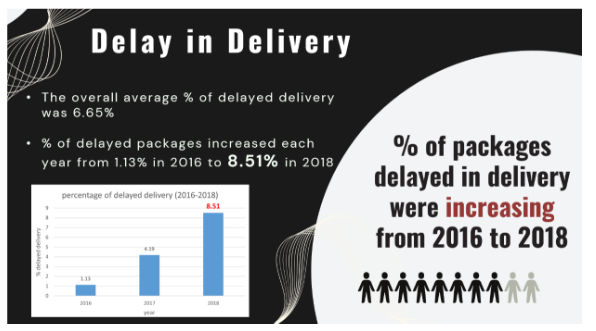 Delay in Delivery
• The overall average % of delayed delivery
was 6.65%
• % of delayed packages increased each
year from 1.13% in 2016 to 8.51% in 2018
percentage of delayed delivery (2016-2018)
9
8
7
6
5
4
3
2
1
0
% delayed delivery
1.13
4.19
8.51
2016
2017
2018
year
% of packages
delayed in delivery
were increasing
from 2016 to 2018